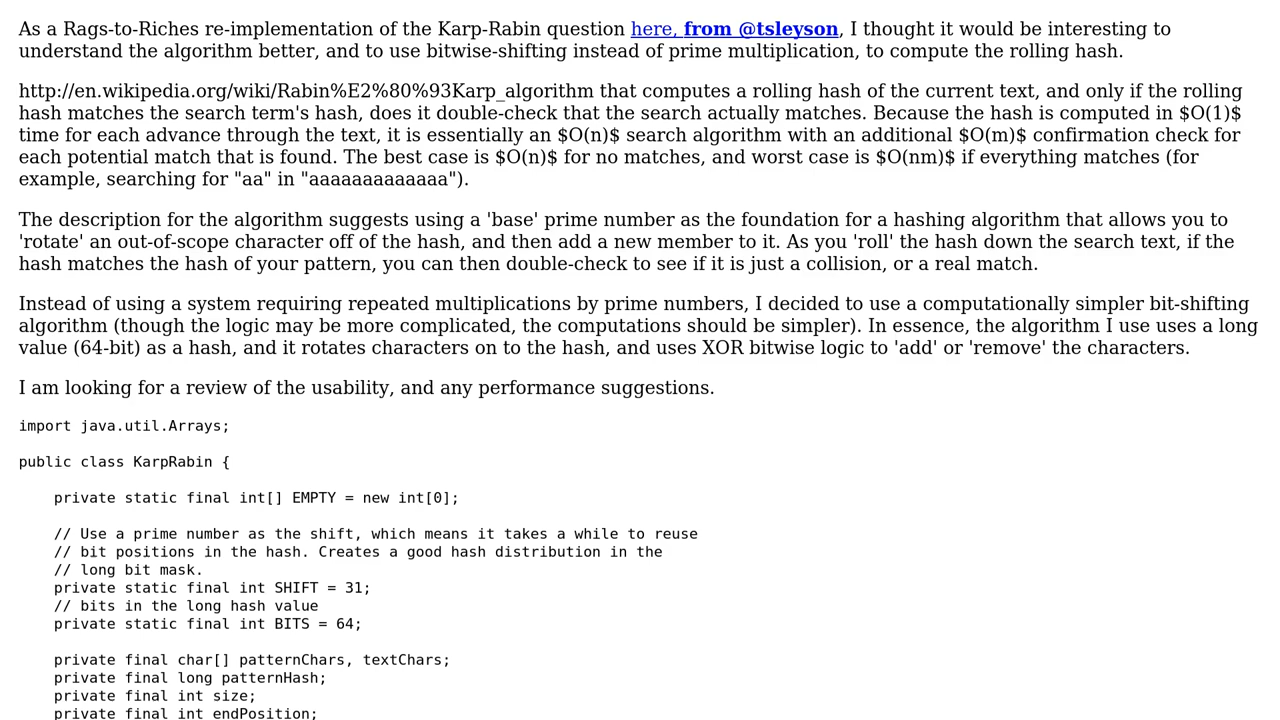 As a Rags-to-Riches re-implementation of the Karp-Rabin question here, from @tsleyson, I thought it would be interesting to
understand the algorithm better, and to use bitwise-shifting instead of prime multiplication, to compute the rolling hash.
http://en.wikipedia.org/wiki/Rabin%E2%80%93Karp_algorithm that computes a rolling hash of the current text, and only if the rolling
hash matches the search term's hash, does it double-check that the search actually matches. Because the hash is computed in $O(1)$
time for each advance through the text, it is essentially an $O(n)$ search algorithm with an additional $O(m)$ confirmation check for
each potential match that is found. The best case is $O(n)$ for no matches, and worst case is $O(nm)$ if everything matches (for
example, searching for "aa" in "aaaaaaaaaaaaa").
The description for the algorithm suggests using a 'base' prime number as the foundation for a hashing algorithm that allows you to
'rotate' an out-of-scope character off of the hash, and then add a new member to it. As you 'roll' the hash down the search text, if the
hash matches the hash of your pattern, you can then double-check to see if it is just a collision, or a real match.
Instead of using a system requiring repeated multiplications by prime numbers, I decided to use a computationally simpler bit-shifting
algorithm (though the logic may be more complicated, the computations should be simpler). In essence, the algorithm I use uses a long
value (64-bit) as a hash, and it rotates characters on to the hash, and uses XOR bitwise logic to 'add' or 'remove' the characters.
I am looking for a review of the usability, and any performance suggestions.
import java.util.Arrays;
public class KarpRabin {
private static final int[] EMPTY = new int[0];
// Use a prime number as the shift, which means it takes a while to reuse
// bit positions in the hash. Creates a good hash distribution in the
// long bit mask.
private static final int SHIFT = 31;
// bits in the long hash value
private static final int BITS = 64;
private final char[] patternChars, textChars;
private final long patternHash;
private final int size;
private final int endPosition;